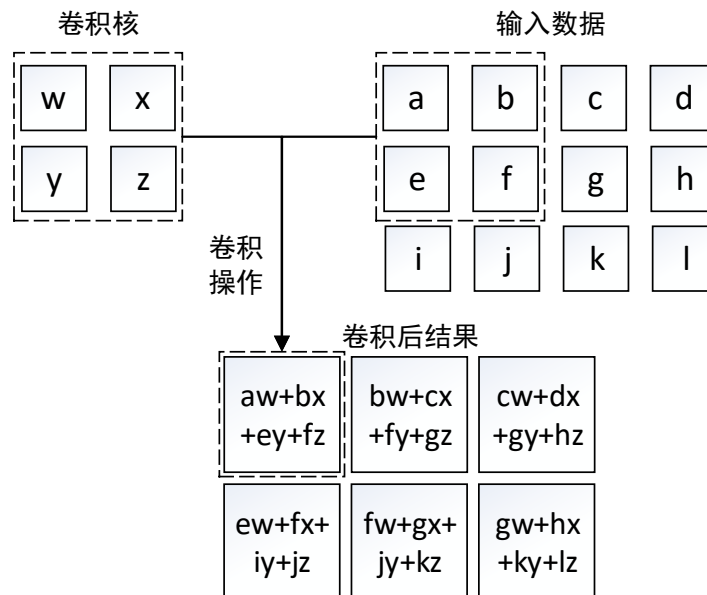 卷积核
输入数据
w x
a b c d
y z
e f g h
i j k l
卷积
操作
卷积后结果
aw+bx
+ey+fz
bw+cx
+fy+gz
cw+dx
+gy+hz
ew+fx+
iy+jz
fw+gx+
jy+kz
gw+hx
+ky+lz